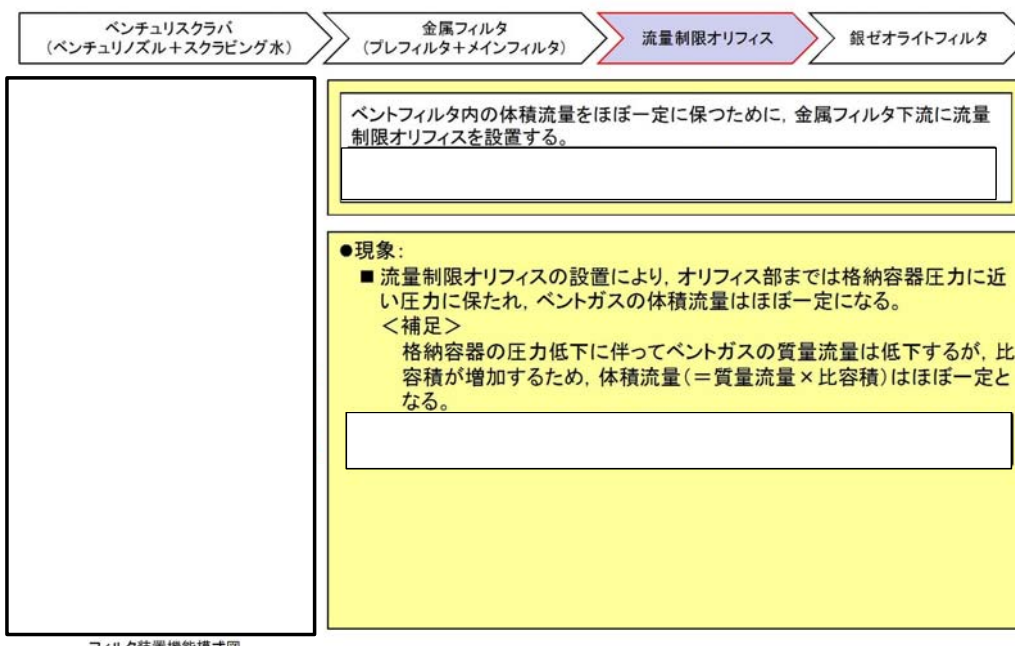 ベンチュリスクラバ
（ベンチュリノズル＋スクラビング水）
金属フィルタ
（プレフィルタ＋メインフィルタ）
流量制限オリフィス
銀ゼオライトフィルタ
ベントフィルタ内の体積流量をほぼ一定に保つために，金属フィルタ下流に流量
制限オリフィスを設置する。
●現象：
■ 流量制限オリフィスの設置により，オリフィス部までは格納容器圧力に近
い圧力に保たれ，ベントガスの体積流量はほぼ一定になる。
＜補足＞
格納容器の圧力低下に伴ってベントガスの質量流量は低下するが，比
容積が増加するため，体積流量（＝質量流量×比容積）はほぼ一定と
なる。
フィルタ装置機能模式図